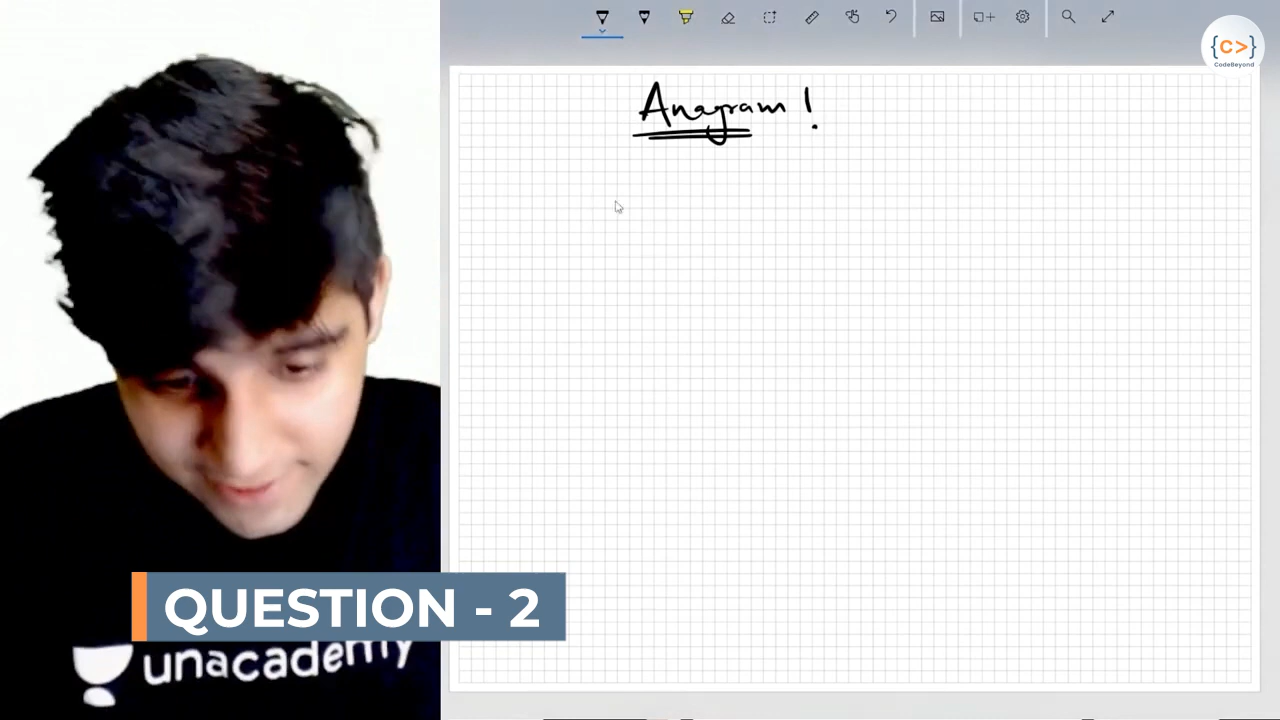 {C>}
CodeBeyond
Anagram !
QUESTION - 2
unacademy